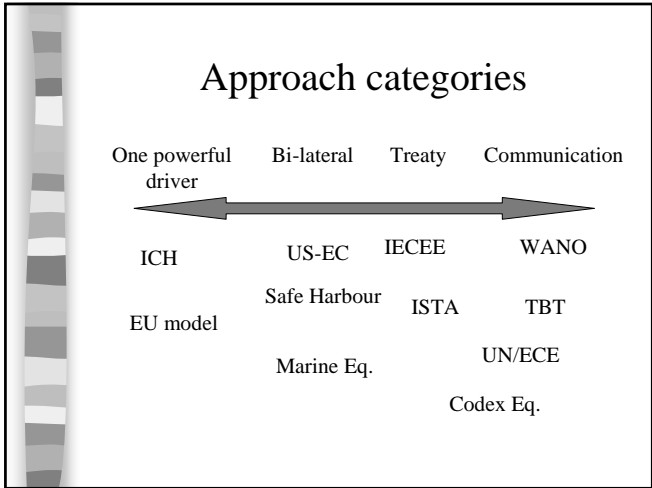 Approach categories
One powerful driver
Bi-lateral
Treaty
Communication
ICH
US-EC
IECEE
WANO
Safe Harbour
ISTA
TBT
EU model
UN/ECE
Marine Eq.
Codex Eq.